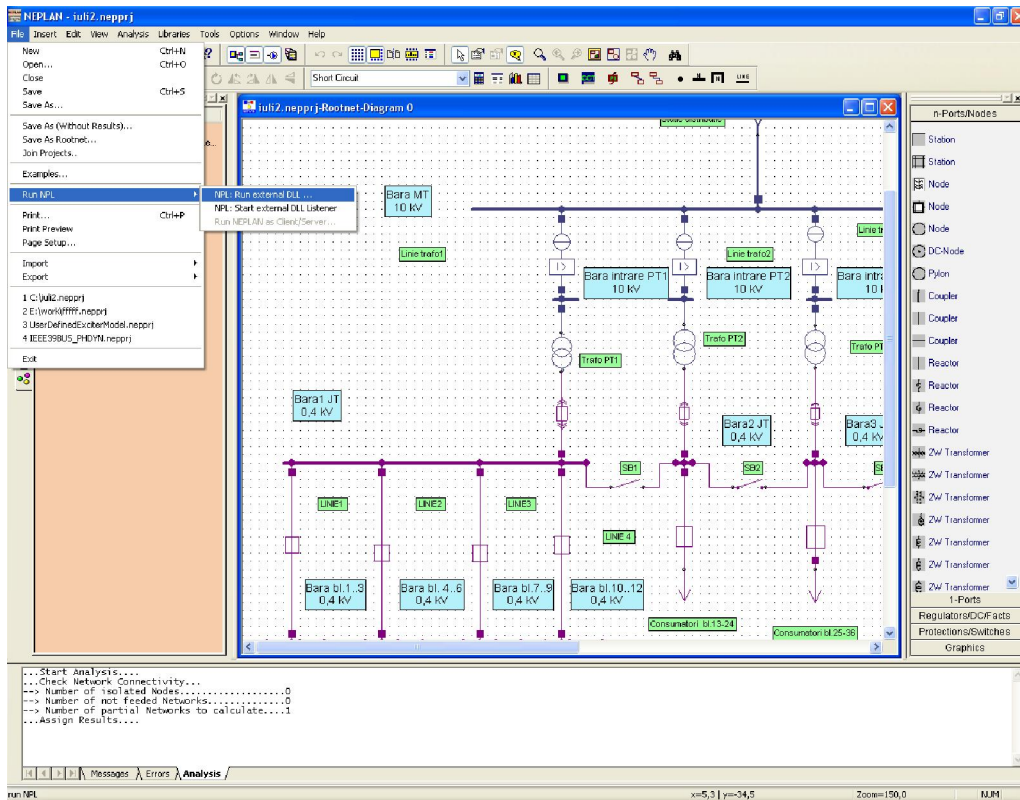 NEPLAN - iuli2.nepprj
File Insert Edit View Analysis Libraries Tools Options Window Help
New Ctrl+N
Open... Ctrl+O
Close
Save Ctrl+S
Save As...
Save As (Without Results)...
Save As Rootnet...
Join Projects..
Examples...
Run NPL
NPL: Run external DLL ...
NPL: Start external DLL Listener
Run NEPLAN as Client/Server...
Print... Ctrl+P
Print Preview
Page Setup...
Import
Export
1 C:\iuli2.nepprj
2 E:\work\fffff.nepprj
3 UserDefinedExciterModel.nepprj
4 IEEE39BUS_PHDYN.nepprj
Exit
Short Circuit
LINE
iuli2.nepprj-Rootnet-Diagram 0
Bara MT
10 kV
Linie trafo1
Linie trafo2
Bara intrare PT1
10 kV
Bara intrare PT2
10 kV
Trafo PT1
Trafo PT2
Trafo PT
Bara1 JT
0,4 kV
Bara2 JT
0,4 kV
Bara3 J
0,4 kV
SB1
SB2
LINIE1
LINIE2
LINIE3
LINIE 4
Bara bl.1..3
0,4 kV
Bara bl. 4..6
0,4 kV
Bara bl.7..9
0,4 kV
Bara bl.10..12
0,4 kV
Consumatori bl.13-24
Consumatori bl.25-36
n-Ports/Nodes
Station
Station
Node
Node
Node
DC-Node
Pylon
Coupler
Coupler
Coupler
Reactor
Reactor
Reactor
Reactor
2W Transformer
2W Transformer
2W Transformer
2W Transformer
2W Transformer
2W Transformer
2W Transformer
1-Ports
Regulators/DC/Facts
Protections/Switches
Graphics
...Start Analysis....
...Check Network Connectivity...
--> Number of isolated Nodes..................0
--> Number of not feeded Networks..............0
--> Number of partial Networks to calculate....1
...Assign Results....
Messages Errors Analysis
run NPL x=5,3 | y=-34,5 Zoom=150,0 NUM